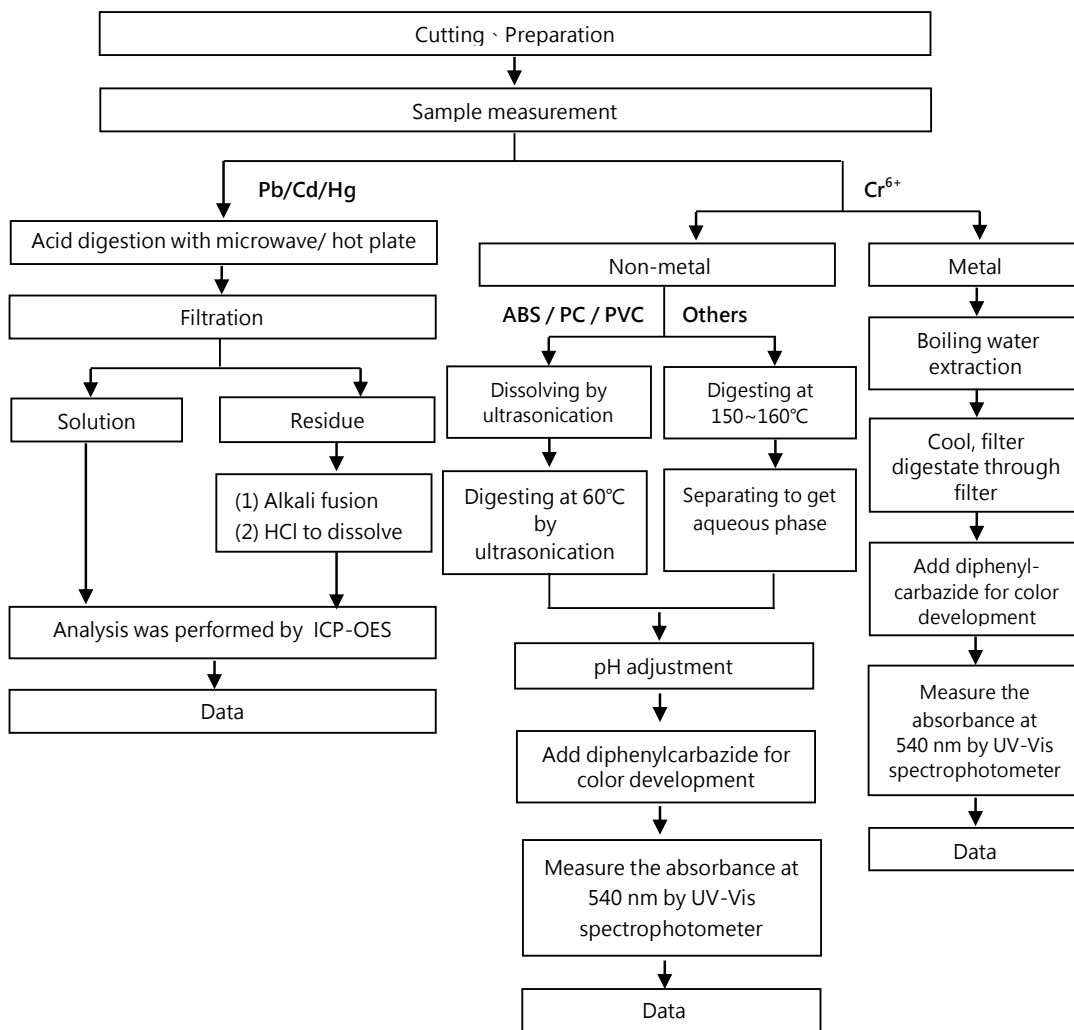 Cutting、Preparation
Sample measurement
Pb/Cd/Hg
Cr⁶⁺
Acid digestion with microwave/ hot plate
Filtration
Solution
Residue
(1) Alkali fusion
(2) HCl to dissolve
Analysis was performed by ICP-OES
Data
Non-metal
ABS / PC / PVC
Others
Dissolving by
ultrasonication
Digesting at
150~160℃
Digesting at 60℃
by
ultrasonication
Separating to get
aqueous phase
pH adjustment
Add diphenylcarbazide for
color development
Measure the absorbance at
540 nm by UV-Vis
spectrophotometer
Data
Metal
Boiling water
extraction
Cool, filter
digestate through
filter
Add diphenyl-
carbazide for color
development
Measure the
absorbance at
540 nm by UV-Vis
spectrophotometer
Data